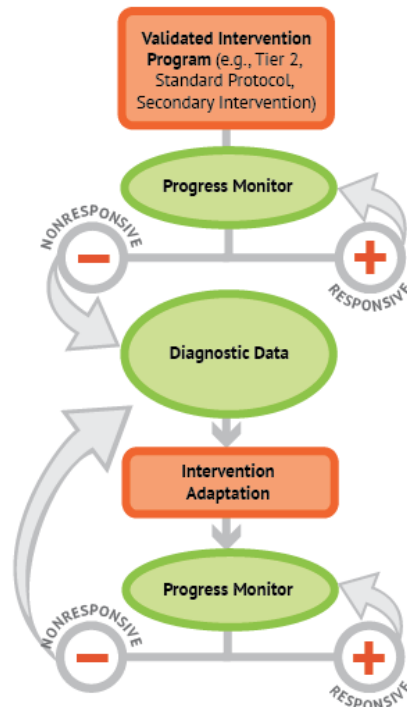 Validated Intervention
Program (e.g., Tier 2,
Standard Protocol,
Secondary Intervention)
Progress Monitor
NONRESPONSIVE
−
+
RESPONSIVE
Diagnostic Data
Intervention
Adaptation
Progress Monitor
NONRESPONSIVE
−
+
RESPONSIVE